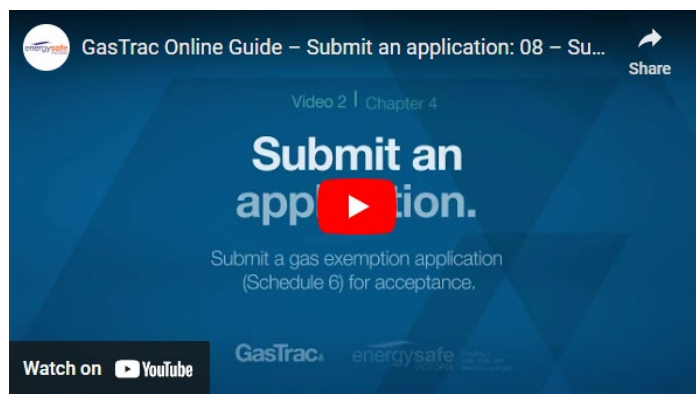 energysafe
GasTrac Online Guide – Submit an application: 08 – Su...
Share
Video 2 | Chapter 4
Submit an
app tion.
Submit a gas exemption application
(Schedule 6) for acceptance.
GasTrac
energysafe
VICTORIA
Watch on YouTube